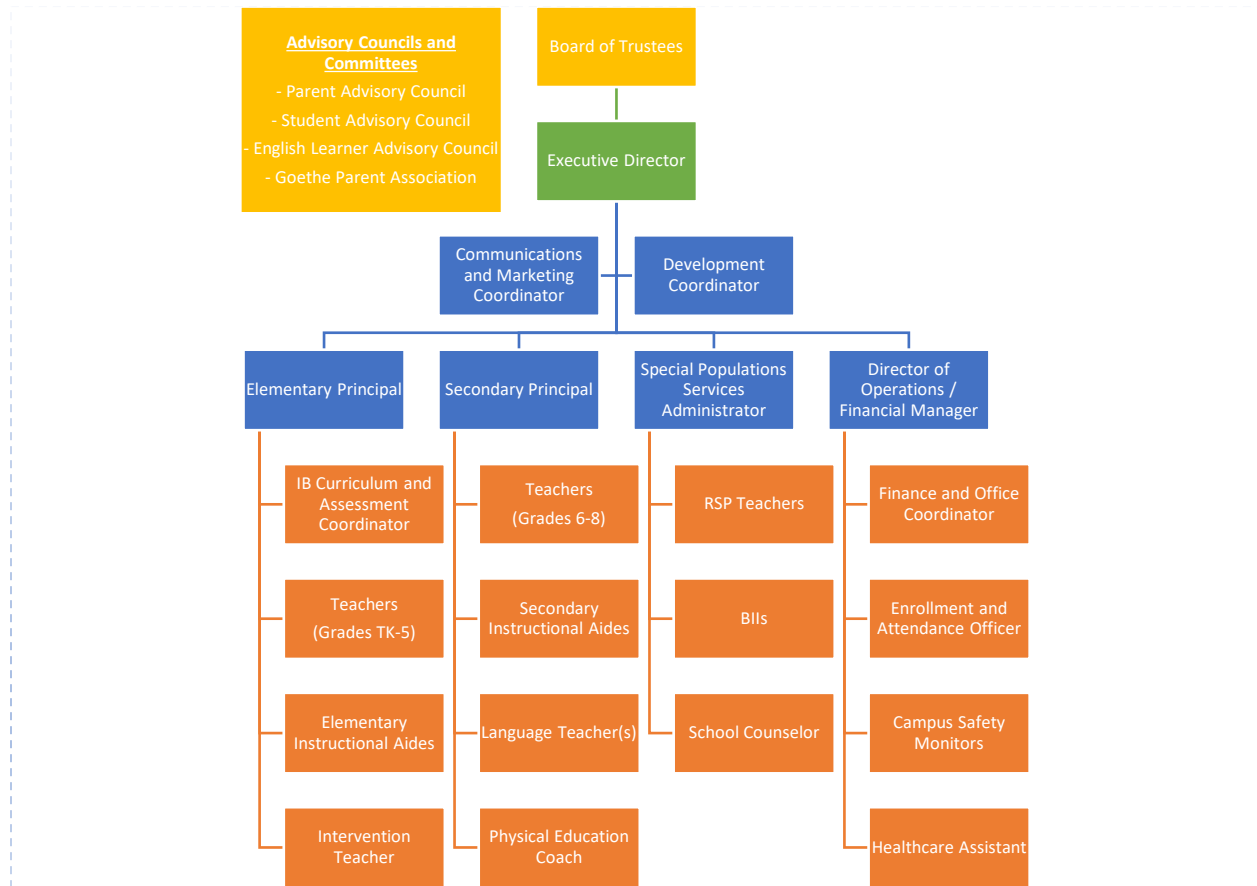 Advisory Councils and
Committees
- Parent Advisory Council
- Student Advisory Council
- English Learner Advisory Council
- Goethe Parent Association
Board of Trustees
Executive Director
Communications
and Marketing
Coordinator
Development
Coordinator
Elementary Principal
Secondary Principal
Special Populations
Services
Administrator
Director of
Operations /
Financial Manager
IB Curriculum and
Assessment
Coordinator
Teachers
(Grades 6-8)
RSP Teachers
Finance and Office
Coordinator
Teachers
(Grades TK-5)
Secondary
Instructional Aides
BIIs
Enrollment and
Attendance Officer
Elementary
Instructional Aides
Language Teacher(s)
School Counselor
Campus Safety
Monitors
Intervention
Teacher
Physical Education
Coach
Healthcare Assistant